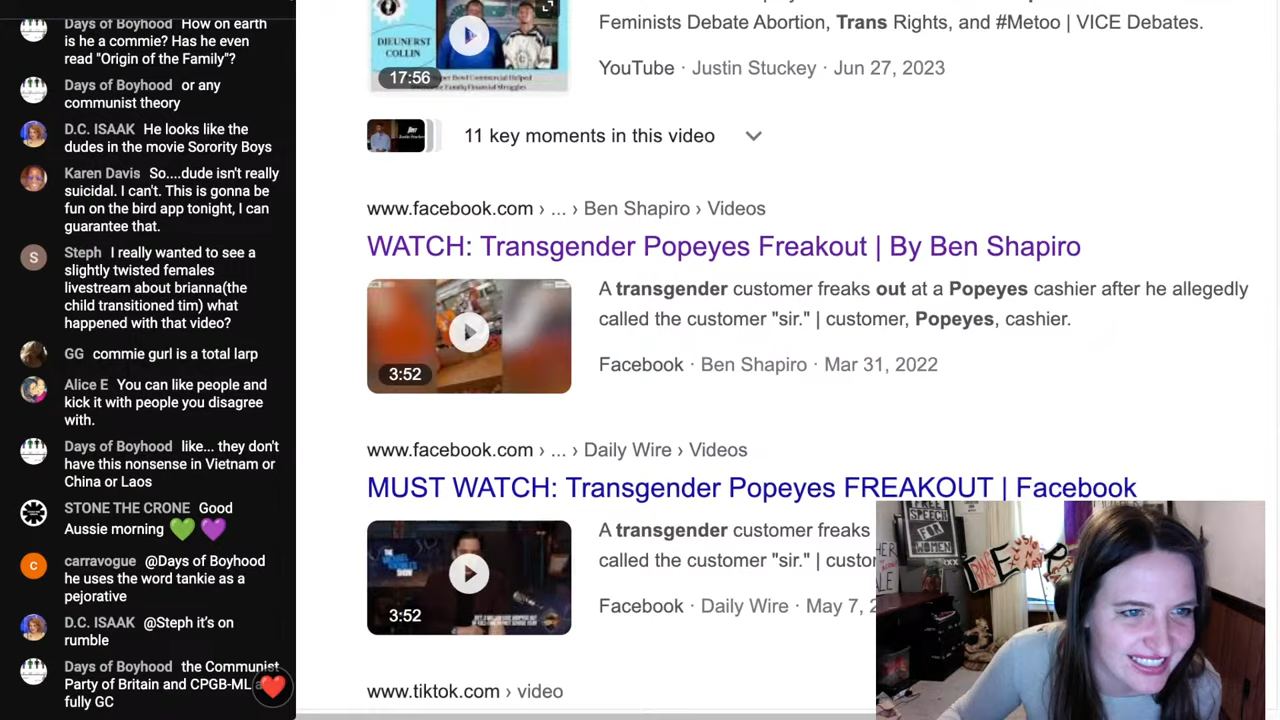 Days of Boyhood How on earth
is he a commie? Has he even
read "Origin of the Family"?
Days of Boyhood or any
communist theory
D.C. ISAAK He looks like the
dudes in the movie Sorority Boys
Karen Davis So....dude isn't really
suicidal. I can't. This is gonna be
fun on the bird app tonight, I can
guarantee that.
Steph I really wanted to see a
slightly twisted females
livestream about brianna(the
child transitioned tim) what
happened with that video?
GG commie gurl is a total larp
Alice E You can like people and
kick it with people you disagree
with.
Days of Boyhood like... they don't
have this nonsense in Vietnam or
China or Laos
STONE THE CRONE Good
Aussie morning 💚💜
carravogue @Days of Boyhood
he uses the word tankie as a
pejorative
D.C. ISAAK @Steph it's on
rumble
Days of Boyhood the Communist
Party of Britain and CPGB-ML
fully GC
S
C
DIEUNERST
COLLIN
17:56
Feminists Debate Abortion, Trans Rights, and #Metoo | VICE Debates.
YouTube · Justin Stuckey · Jun 27, 2023
11 key moments in this video
www.facebook.com › ... › Ben Shapiro › Videos
WATCH: Transgender Popeyes Freakout | By Ben Shapiro
3:52
A transgender customer freaks out at a Popeyes cashier after he allegedly
called the customer "sir." | customer, Popeyes, cashier.
Facebook · Ben Shapiro · Mar 31, 2022
www.facebook.com › ... › Daily Wire › Videos
MUST WATCH: Transgender Popeyes FREAKOUT | Facebook
3:52
A transgender customer freaks
called the customer "sir." | custo
Facebook · Daily Wire · May 7, 2
www.tiktok.com › video
FREE
SPEECH
FOR
WOMEN